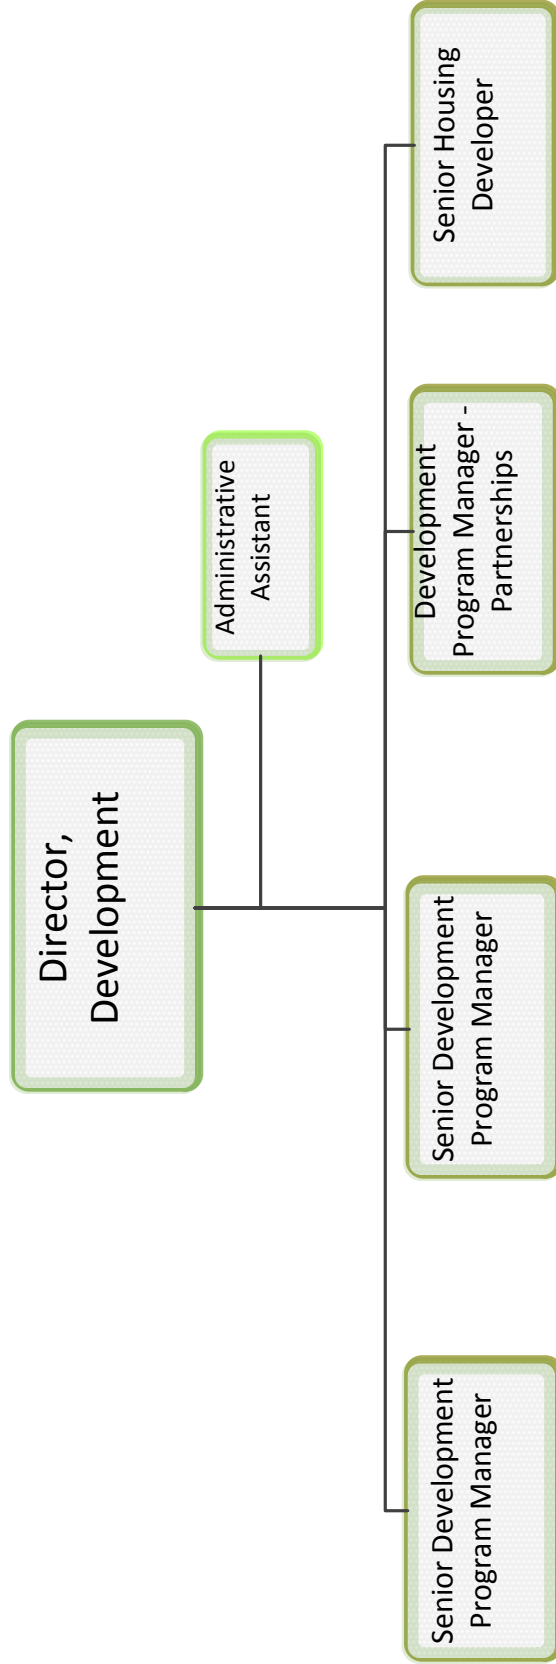 Director,
Development
Administrative
Assistant
Senior Development
Program Manager
Senior Development
Program Manager
Development
Program Manager -
Partnerships
Senior Housing
Developer